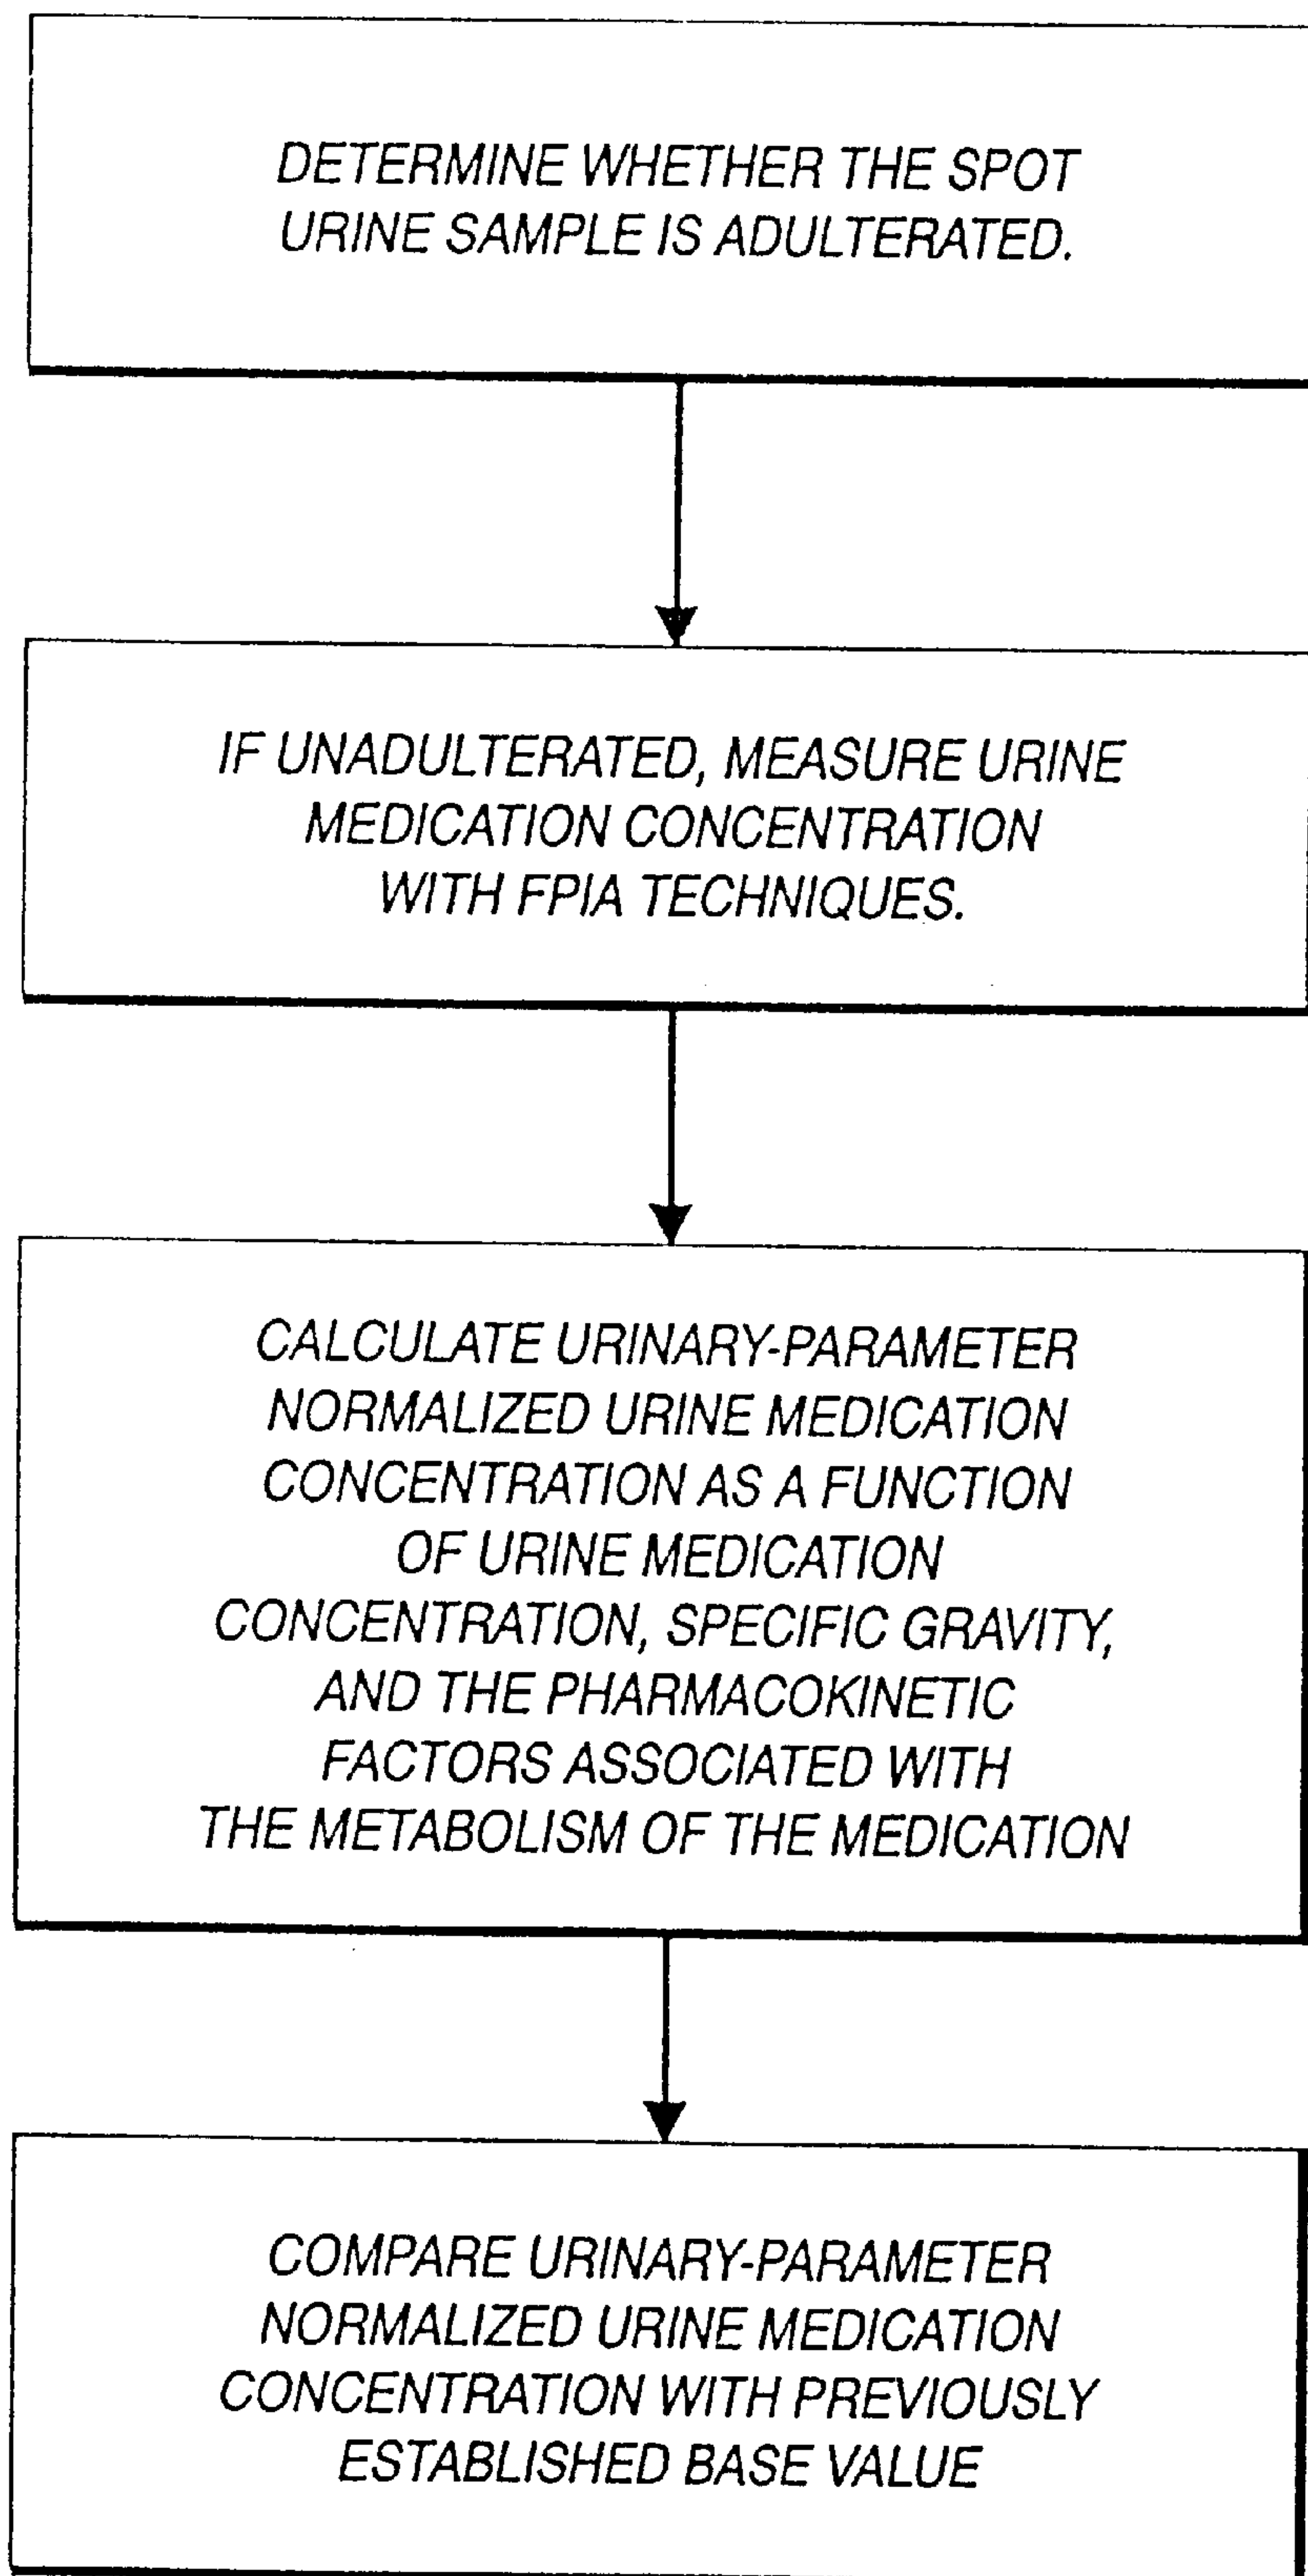 DETERMINE WHETHER THE SPOT
URINE SAMPLE IS ADULTERATED.
IF UNADULTERATED, MEASURE URINE
MEDICATION CONCENTRATION
WITH FPIA TECHNIQUES.
CALCULATE URINARY-PARAMETER
NORMALIZED URINE MEDICATION
CONCENTRATION AS A FUNCTION
OF URINE MEDICATION
CONCENTRATION, SPECIFIC GRAVITY,
AND THE PHARMACOKINETIC
FACTORS ASSOCIATED WITH
THE METABOLISM OF THE MEDICATION
COMPARE URINARY-PARAMETER
NORMALIZED URINE MEDICATION
CONCENTRATION WITH PREVIOUSLY
ESTABLISHED BASE VALUE